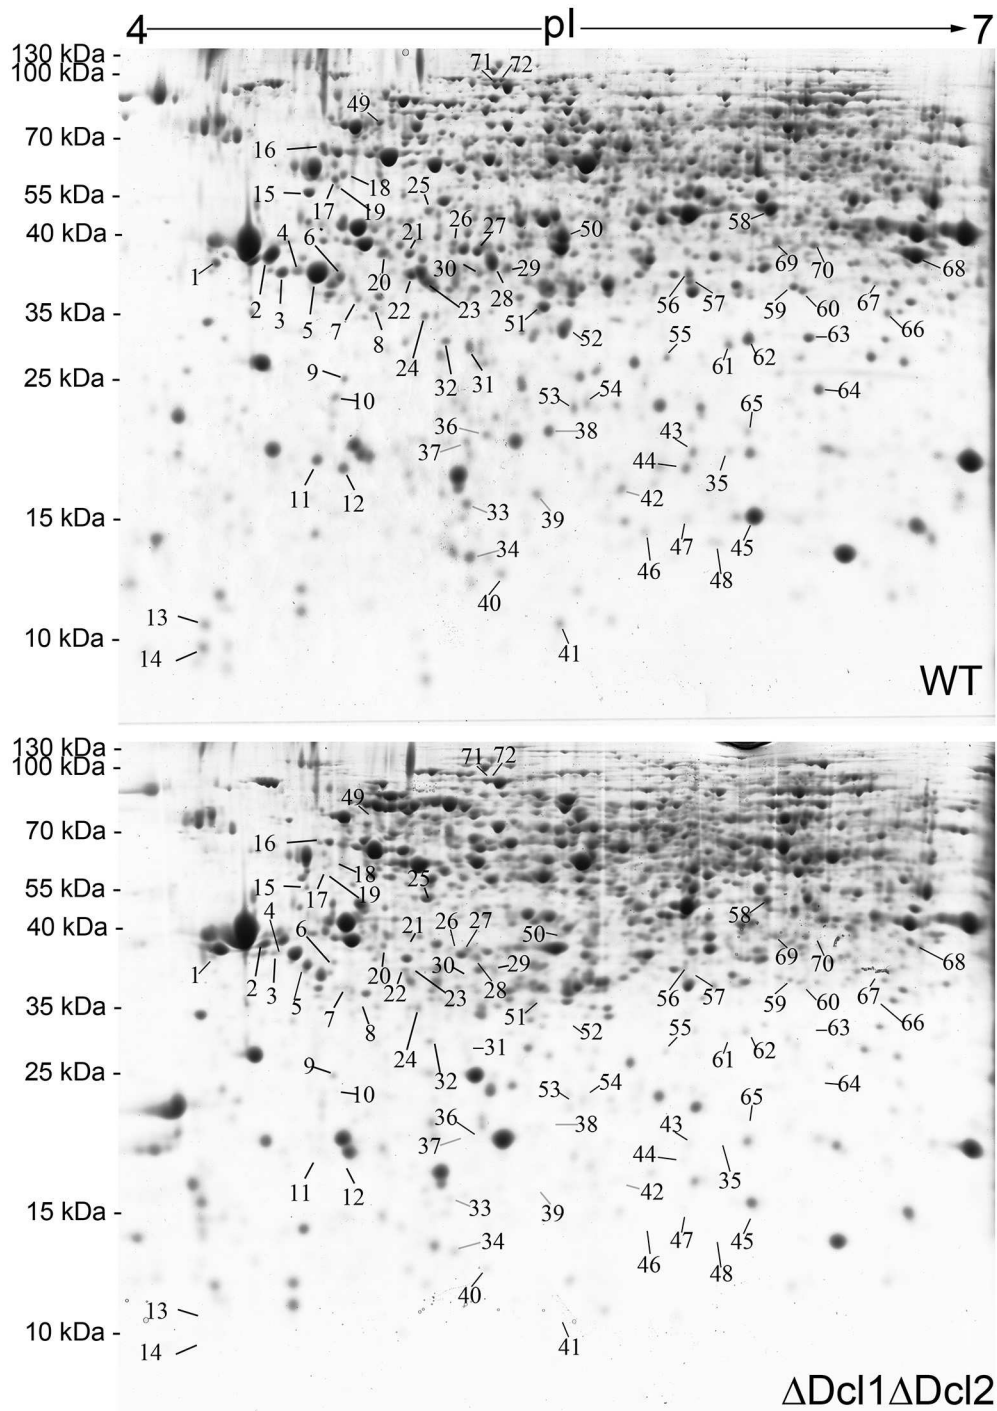 4 pI 7
130 kDa -
100 kDa -
71 72
49
70 kDa -
16
15 17 18 19 25
55 kDa -
58
40 kDa -
4 6 21 26 27 50
1 20 30 29 69 70 68
2 3 5 7 22 23 28 56 57 59 60 67
35 kDa -
8 24 51 52 55 63 66
32 31 61 62
9
25 kDa -
10 53 54 64
36 38 43 65
37 44 35
11 12 42
33 39
15 kDa -
34 47 45
40 46 48
13
10 kDa -
14 41
WT
130 kDa -
100 kDa -
71 72
49
70 kDa -
16
15 17 18 19 25
55 kDa -
58
40 kDa -
4 6 21 26 27 50
1 20 30 29 69 70 68
2 3 5 7 22 23 28 56 57 59 60 67
35 kDa -
8 24 51 52 55 63 66
32 31 61 62
9
25 kDa -
10 53 54 64
36 38 43 65
37 44 35
11 12 42
33 39
15 kDa -
34 47 45
40 46 48
13
10 kDa -
14 41
ΔDcl1ΔDcl2